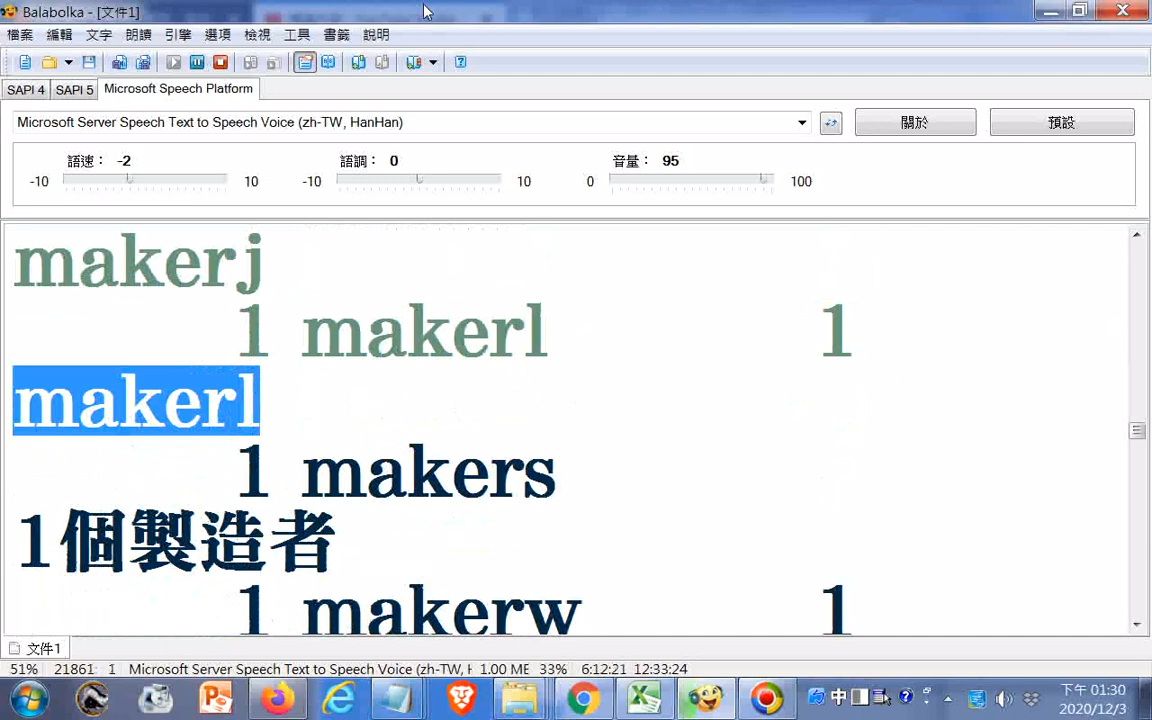 Balabolka - [文件1]
檔案 編輯 文字 朗讀 引擎 選項 檢視 工具 書籤 說明
SAPI 4 SAPI 5 Microsoft Speech Platform
Microsoft Server Speech Text to Speech Voice (zh-TW, HanHan) 關於 預設
語速： -2 語調： 0 音量： 95
-10 10 -10 10 0 100
makerj
1 makerl 1
makerl
1 makers
1個製造者
1 makerw 1
文件1
51% 21861: 1 Microsoft Server Speech Text to Speech Voice (zh-TW, 1.00 ME 33% 6:12:21 12:33:24
中 下午 01:30
2020/12/3